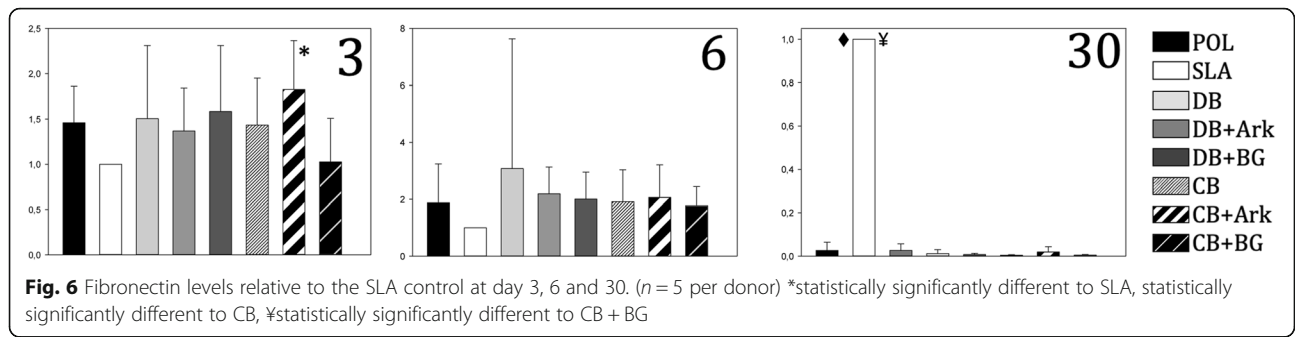 2,5
2,0
1,5
1,0
0,5
0,0
*
3
8
6
4
2
0
6
1,0
0,8
0,6
0,4
0,2
0,0
♦ ¥
30
POL
SLA
DB
DB+Ark
DB+BG
CB
CB+Ark
CB+BG
Fig. 6 Fibronectin levels relative to the SLA control at day 3, 6 and 30. (n = 5 per donor) *statistically significantly different to SLA, statistically
significantly different to CB, ¥statistically significantly different to CB + BG